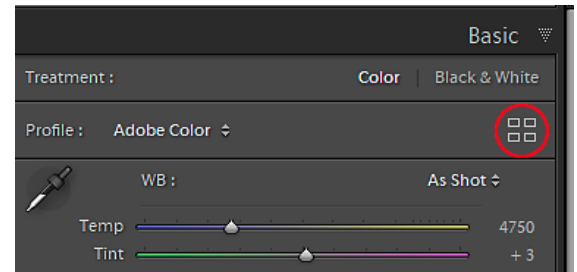 Basic
Treatment : Color | Black & White
Profile : Adobe Color
WB : As Shot
Temp 4750
Tint + 3